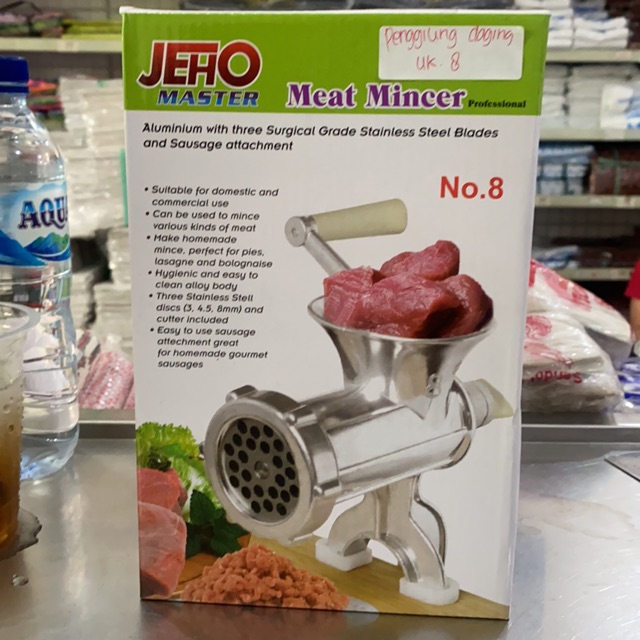 JEHO
MASTER
Penggilung daging
uk. 8
Meat Mincer Professional
Aluminium with three Surgical Grade Stainless Steel Blades
and Sausage attachment
No.8
• Suitable for domestic and
commercial use
• Can be used to mince
various kinds of meat
• Make homemade
mince, perfect for pies,
lasagne and bolognaise
• Hygienic and easy to
clean alloy body
• Three Stainless Stell
discs (3, 4.5, 8mm) and
cutter included
• Easy to use sausage
attechment great
for homemade gourmet
sausages
AQU